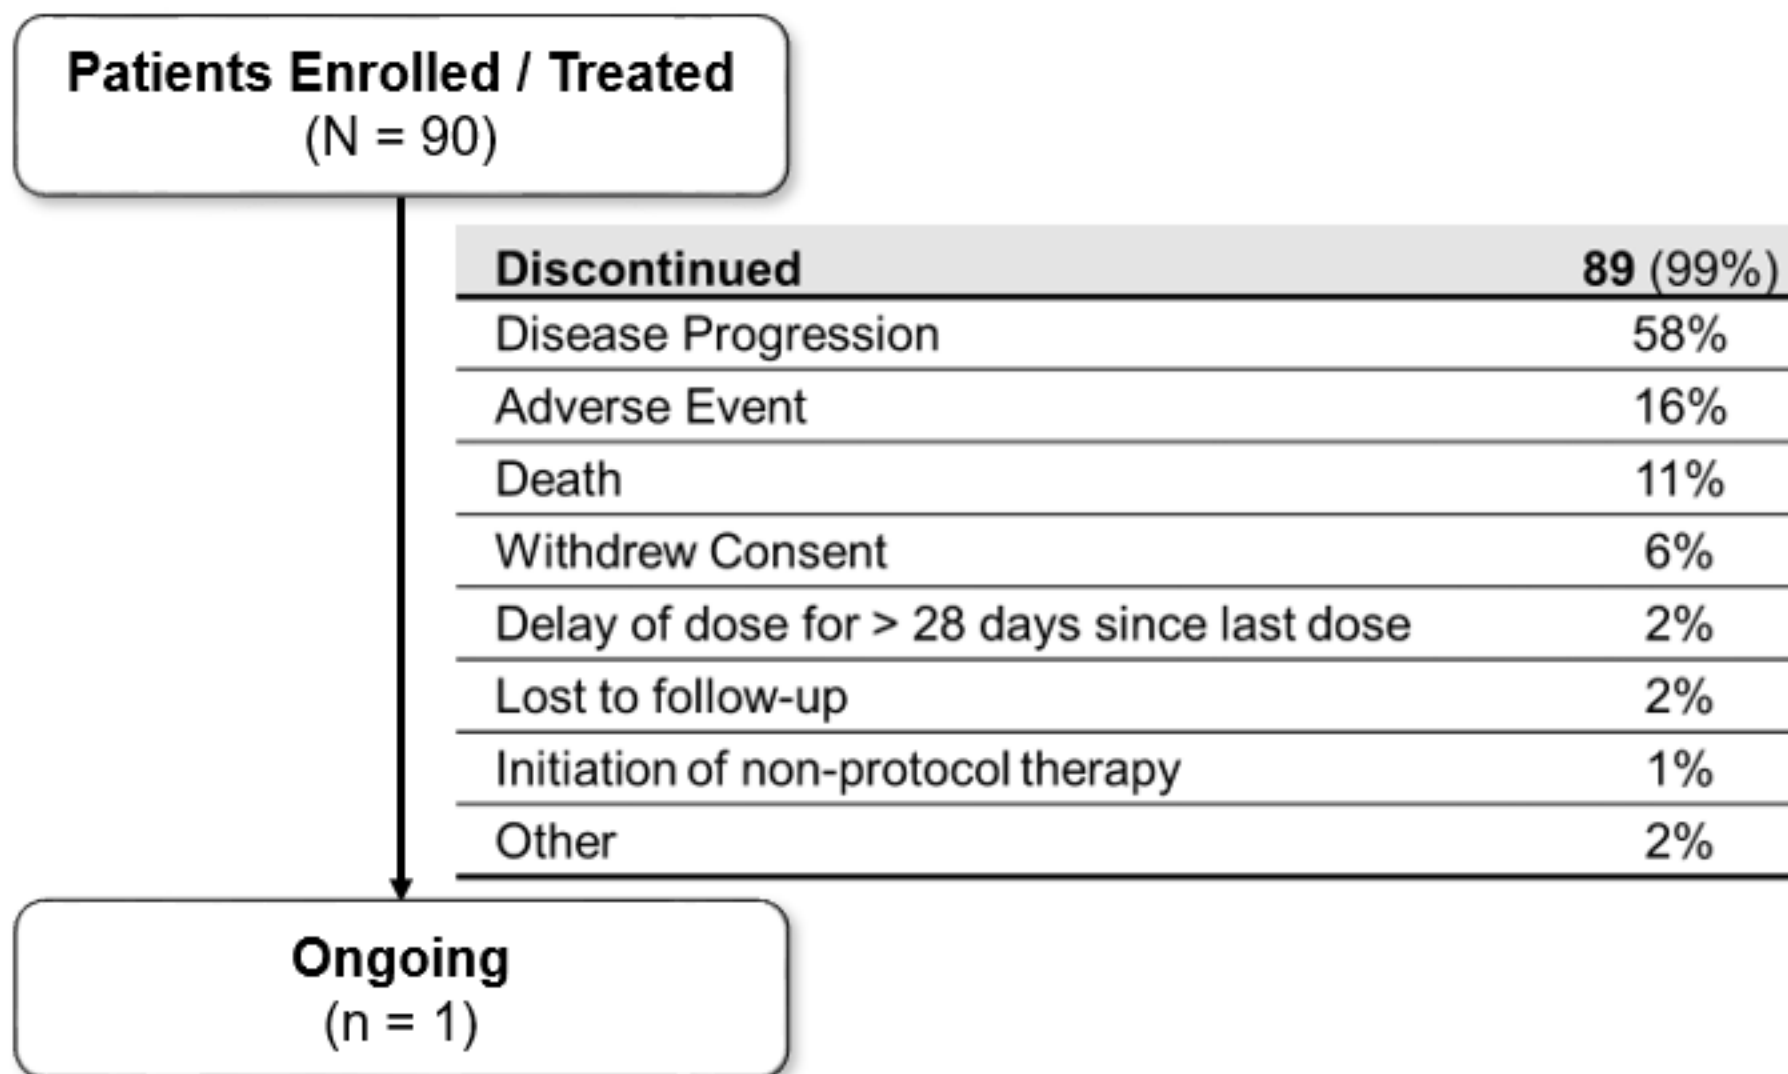 Patients Enrolled / Treated
(N = 90)
Discontinued 89 (99%)
Disease Progression 58%
Adverse Event 16%
Death 11%
Withdrew Consent 6%
Delay of dose for > 28 days since last dose 2%
Lost to follow-up 2%
Initiation of non-protocol therapy 1%
Other 2%
Ongoing
(n = 1)